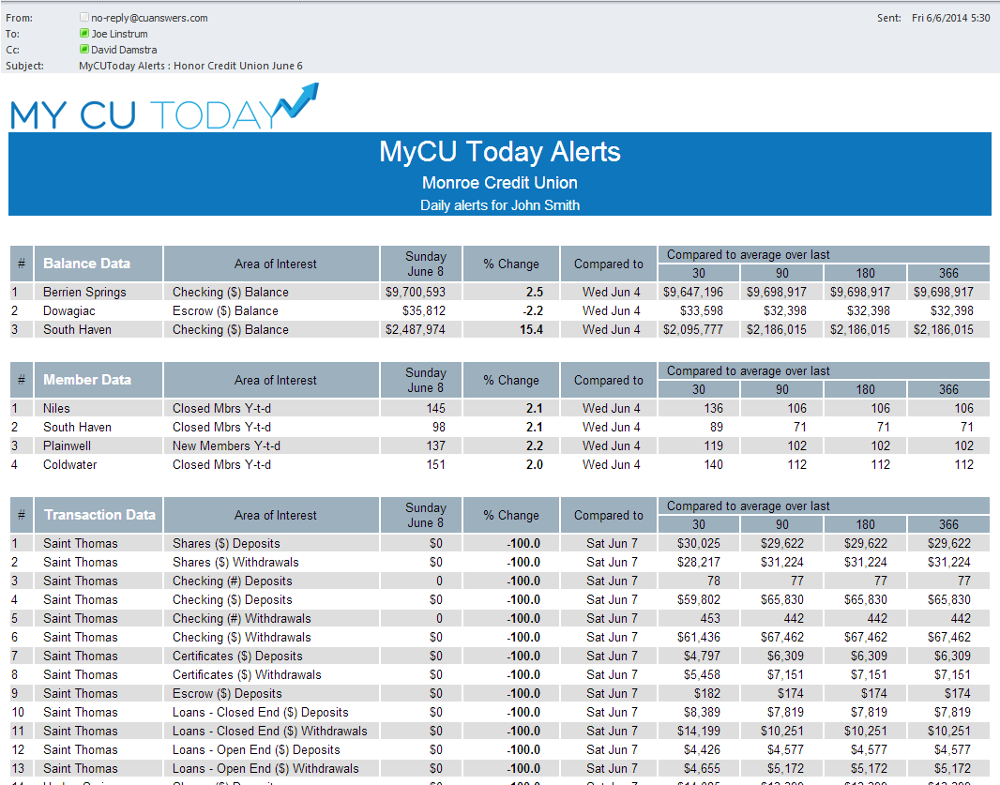 From: no-reply@cuanswers.com Sent: Fri 6/6/2014 5:30
To: Joe Linstrum
Cc: David Damstra
Subject: MyCUToday Alerts : Honor Credit Union June 6
MY CU TODAY
MyCU Today Alerts
Monroe Credit Union
Daily alerts for John Smith
# Balance Data Area of Interest Sunday June 8 % Change Compared to Compared to average over last
30 90 180 366
1 Berrien Springs Checking ($) Balance $9,700,593 2.5 Wed Jun 4 $9,647,196 $9,698,917 $9,698,917 $9,698,917
2 Dowagiac Escrow ($) Balance $35,812 -2.2 Wed Jun 4 $33,598 $32,398 $32,398 $32,398
3 South Haven Checking ($) Balance $2,487,974 15.4 Wed Jun 4 $2,095,777 $2,186,015 $2,186,015 $2,186,015
# Member Data Area of Interest Sunday June 8 % Change Compared to Compared to average over last
30 90 180 366
1 Niles Closed Mbrs Y-t-d 145 2.1 Wed Jun 4 136 106 106 106
2 South Haven Closed Mbrs Y-t-d 98 2.1 Wed Jun 4 89 71 71 71
3 Plainwell New Members Y-t-d 137 2.2 Wed Jun 4 119 102 102 102
4 Coldwater Closed Mbrs Y-t-d 151 2.0 Wed Jun 4 140 112 112 112
# Transaction Data Area of Interest Sunday June 8 % Change Compared to Compared to average over last
30 90 180 366
1 Saint Thomas Shares ($) Deposits $0 -100.0 Sat Jun 7 $30,025 $29,622 $29,622 $29,622
2 Saint Thomas Shares ($) Withdrawals $0 -100.0 Sat Jun 7 $28,217 $31,224 $31,224 $31,224
3 Saint Thomas Checking (#) Deposits 0 -100.0 Sat Jun 7 78 77 77 77
4 Saint Thomas Checking ($) Deposits $0 -100.0 Sat Jun 7 $59,802 $65,830 $65,830 $65,830
5 Saint Thomas Checking (#) Withdrawals 0 -100.0 Sat Jun 7 453 442 442 442
6 Saint Thomas Checking ($) Withdrawals $0 -100.0 Sat Jun 7 $61,436 $67,462 $67,462 $67,462
7 Saint Thomas Certificates ($) Deposits $0 -100.0 Sat Jun 7 $4,797 $6,309 $6,309 $6,309
8 Saint Thomas Certificates ($) Withdrawals $0 -100.0 Sat Jun 7 $5,458 $7,151 $7,151 $7,151
9 Saint Thomas Escrow ($) Deposits $0 -100.0 Sat Jun 7 $182 $174 $174 $174
10 Saint Thomas Loans - Closed End ($) Deposits $0 -100.0 Sat Jun 7 $8,389 $7,819 $7,819 $7,819
11 Saint Thomas Loans - Closed End ($) Withdrawals $0 -100.0 Sat Jun 7 $14,199 $10,251 $10,251 $10,251
12 Saint Thomas Loans - Open End ($) Deposits $0 -100.0 Sat Jun 7 $4,426 $4,577 $4,577 $4,577
13 Saint Thomas Loans - Open End ($) Withdrawals $0 -100.0 Sat Jun 7 $4,655 $5,172 $5,172 $5,172